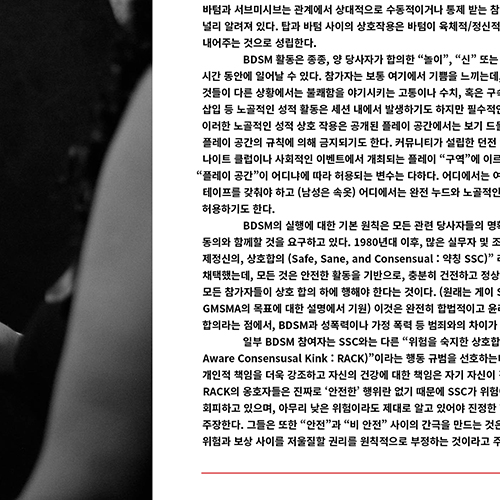 바텀과 서브미시브는 관계에서 상대적으로 수동적이거나 통제 받는 참
널리 알려져 있다. 탑과 바텀 사이의 상호작용은 바텀이 육체적/정신적
내어주는 것으로 성립한다.
BDSM 활동은 종종, 양 당사자가 합의한 “놀이”, “신” 또는
시간 동안에 일어날 수 있다. 참가자는 보통 여기에서 기쁨을 느끼는데,
것들이 다른 상황에서는 불쾌함을 야기시키는 고통이나 수치, 혹은 구속
삽입 등 노골적인 성적 활동은 세션 내에서 발생하기도 하지만 필수적인
이러한 노골적인 성적 상호 작용은 공개된 플레이 공간에서는 보기 드
플레이 공간의 규칙에 의해 금지되기도 한다. 커뮤니티가 설립한 던전
나이트 클럽이나 사회적인 이벤트에서 개최되는 플레이 “구역”에 이르
“플레이 공간”이 어디냐에 따라 허용되는 변수는 다하다. 어디에서는 여
테이프를 갖춰야 하고 (남성은 속옷) 어디에서는 완전 누드와 노골적인
허용하기도 한다.
BDSM의 실행에 대한 기본 원칙은 모든 관련 당사자들의 명확
동의와 함께할 것을 요구하고 있다. 1980년대 이후, 많은 실무자 및 조
제정신의, 상호합의 (Safe, Sane, and Consensual : 약칭 SSC)”
채택했는데, 모든 것은 안전한 활동을 기반으로, 충분히 건전하고 정상
모든 참가자들이 상호 합의 하에 행해야 한다는 것이다. (원래는 게이 S
GMSMA의 목표에 대한 설명에서 기원) 이것은 완전히 합법적이고 윤리
합의라는 점에서, BDSM과 성폭력이나 가정 폭력 등 범죄와의 차이가
일부 BDSM 참여자는 SSC와는 다른 “위험을 숙지한 상호합
Aware Consensusal Kink : RACK)”이라는 행동 규범을 선호하는
개인적 책임을 더욱 강조하고 자신의 건강에 대한 책임은 자기 자신이
RACK의 옹호자들은 진짜로 ‘안전한’ 행위란 없기 때문에 SSC가 위험
회피하고 있으며, 아무리 낮은 위험이라도 제대로 알고 있어야 진정한
주장한다. 그들은 또한 “안전”과 “비 안전” 사이의 간극을 만드는 것은
위험과 보상 사이를 저울질할 권리를 원칙적으로 부정하는 것이라고 주